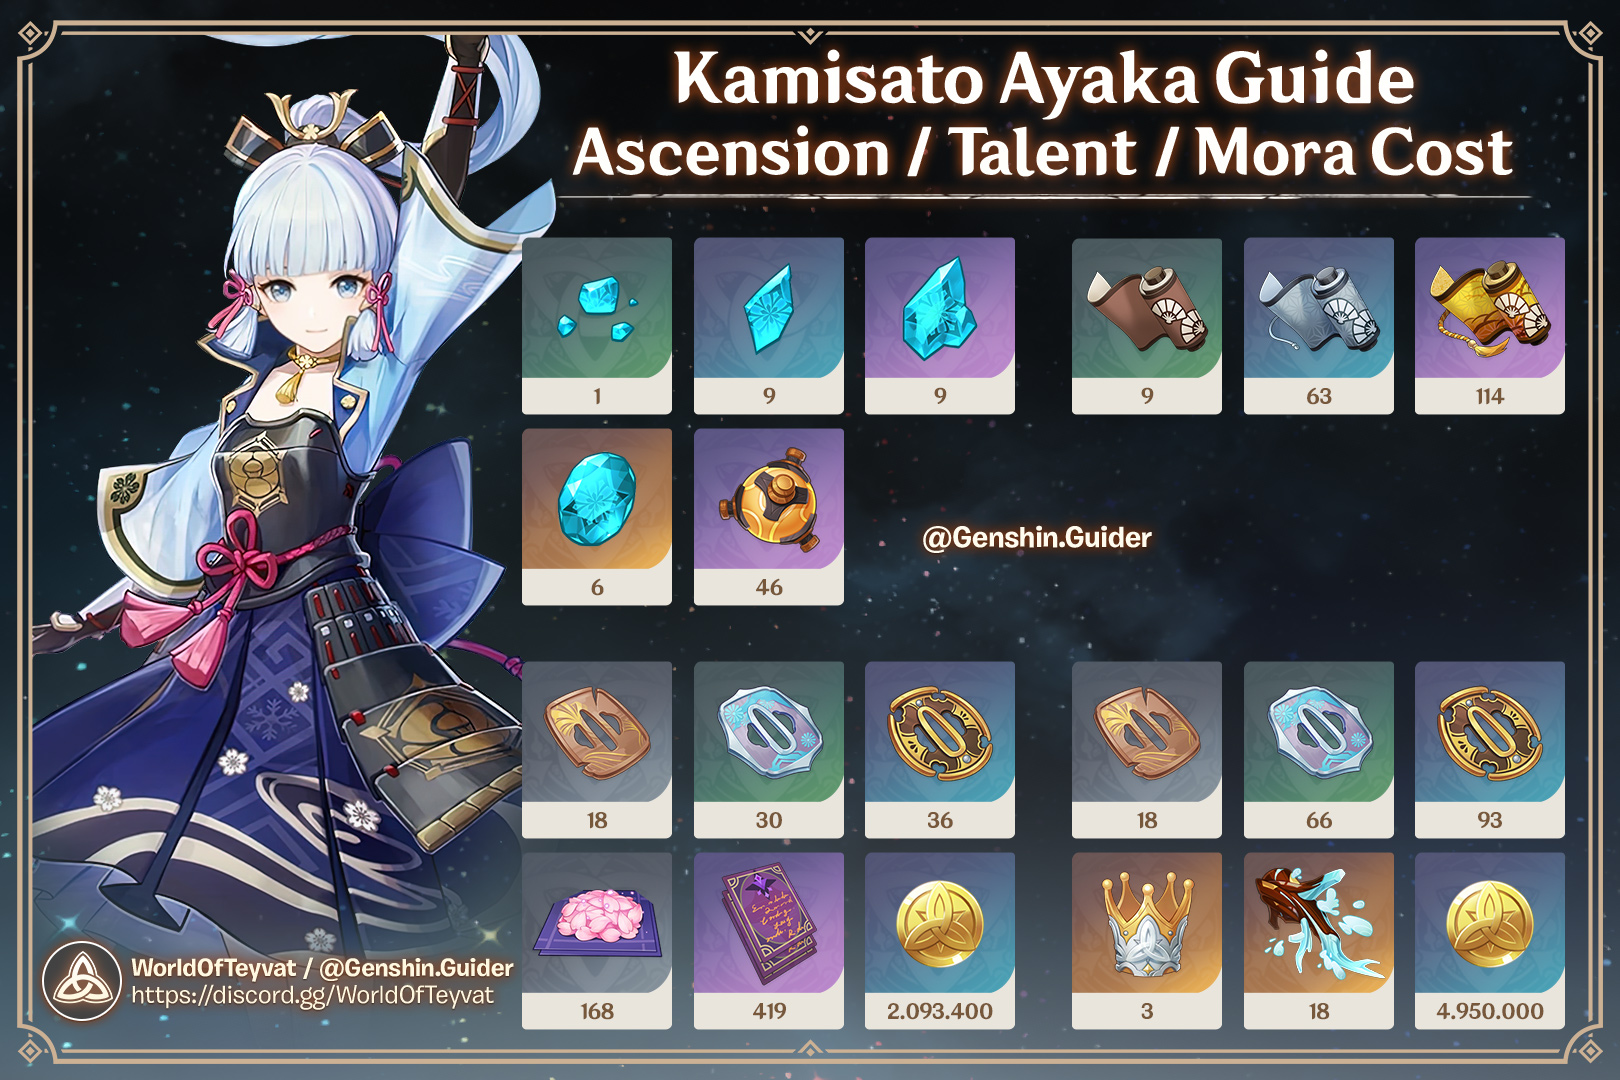 Kamisato Ayaka Guide
Ascension / Talent / Mora Cost
1 9 9 9 63 114
6 46
@Genshin.Guider
18 30 36 18 66 93
168 419 2.093.400 3 18 4.950.000
WorldOfTeyvat / @Genshin.Guider
https://discord.gg/WorldOfTeyvat